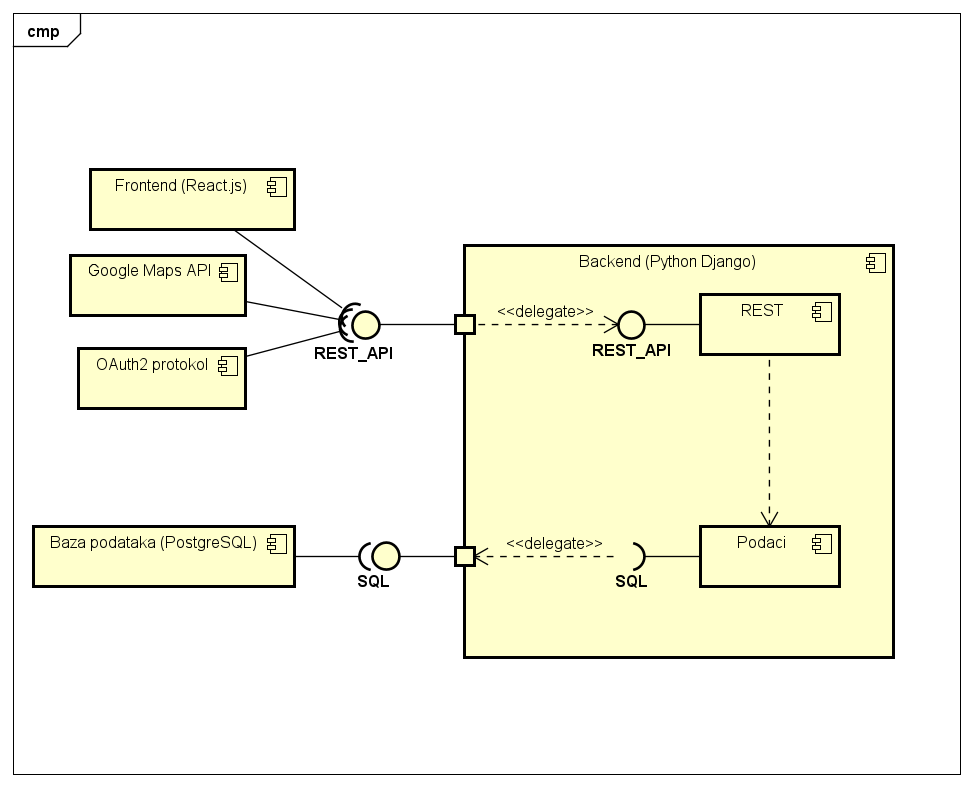 cmp
Frontend (React.js)
Google Maps API
OAuth2 protokol
REST_API
Backend (Python Django)
<<delegate>>
REST_API
REST
Baza podataka (PostgreSQL)
SQL
<<delegate>>
SQL
Podaci